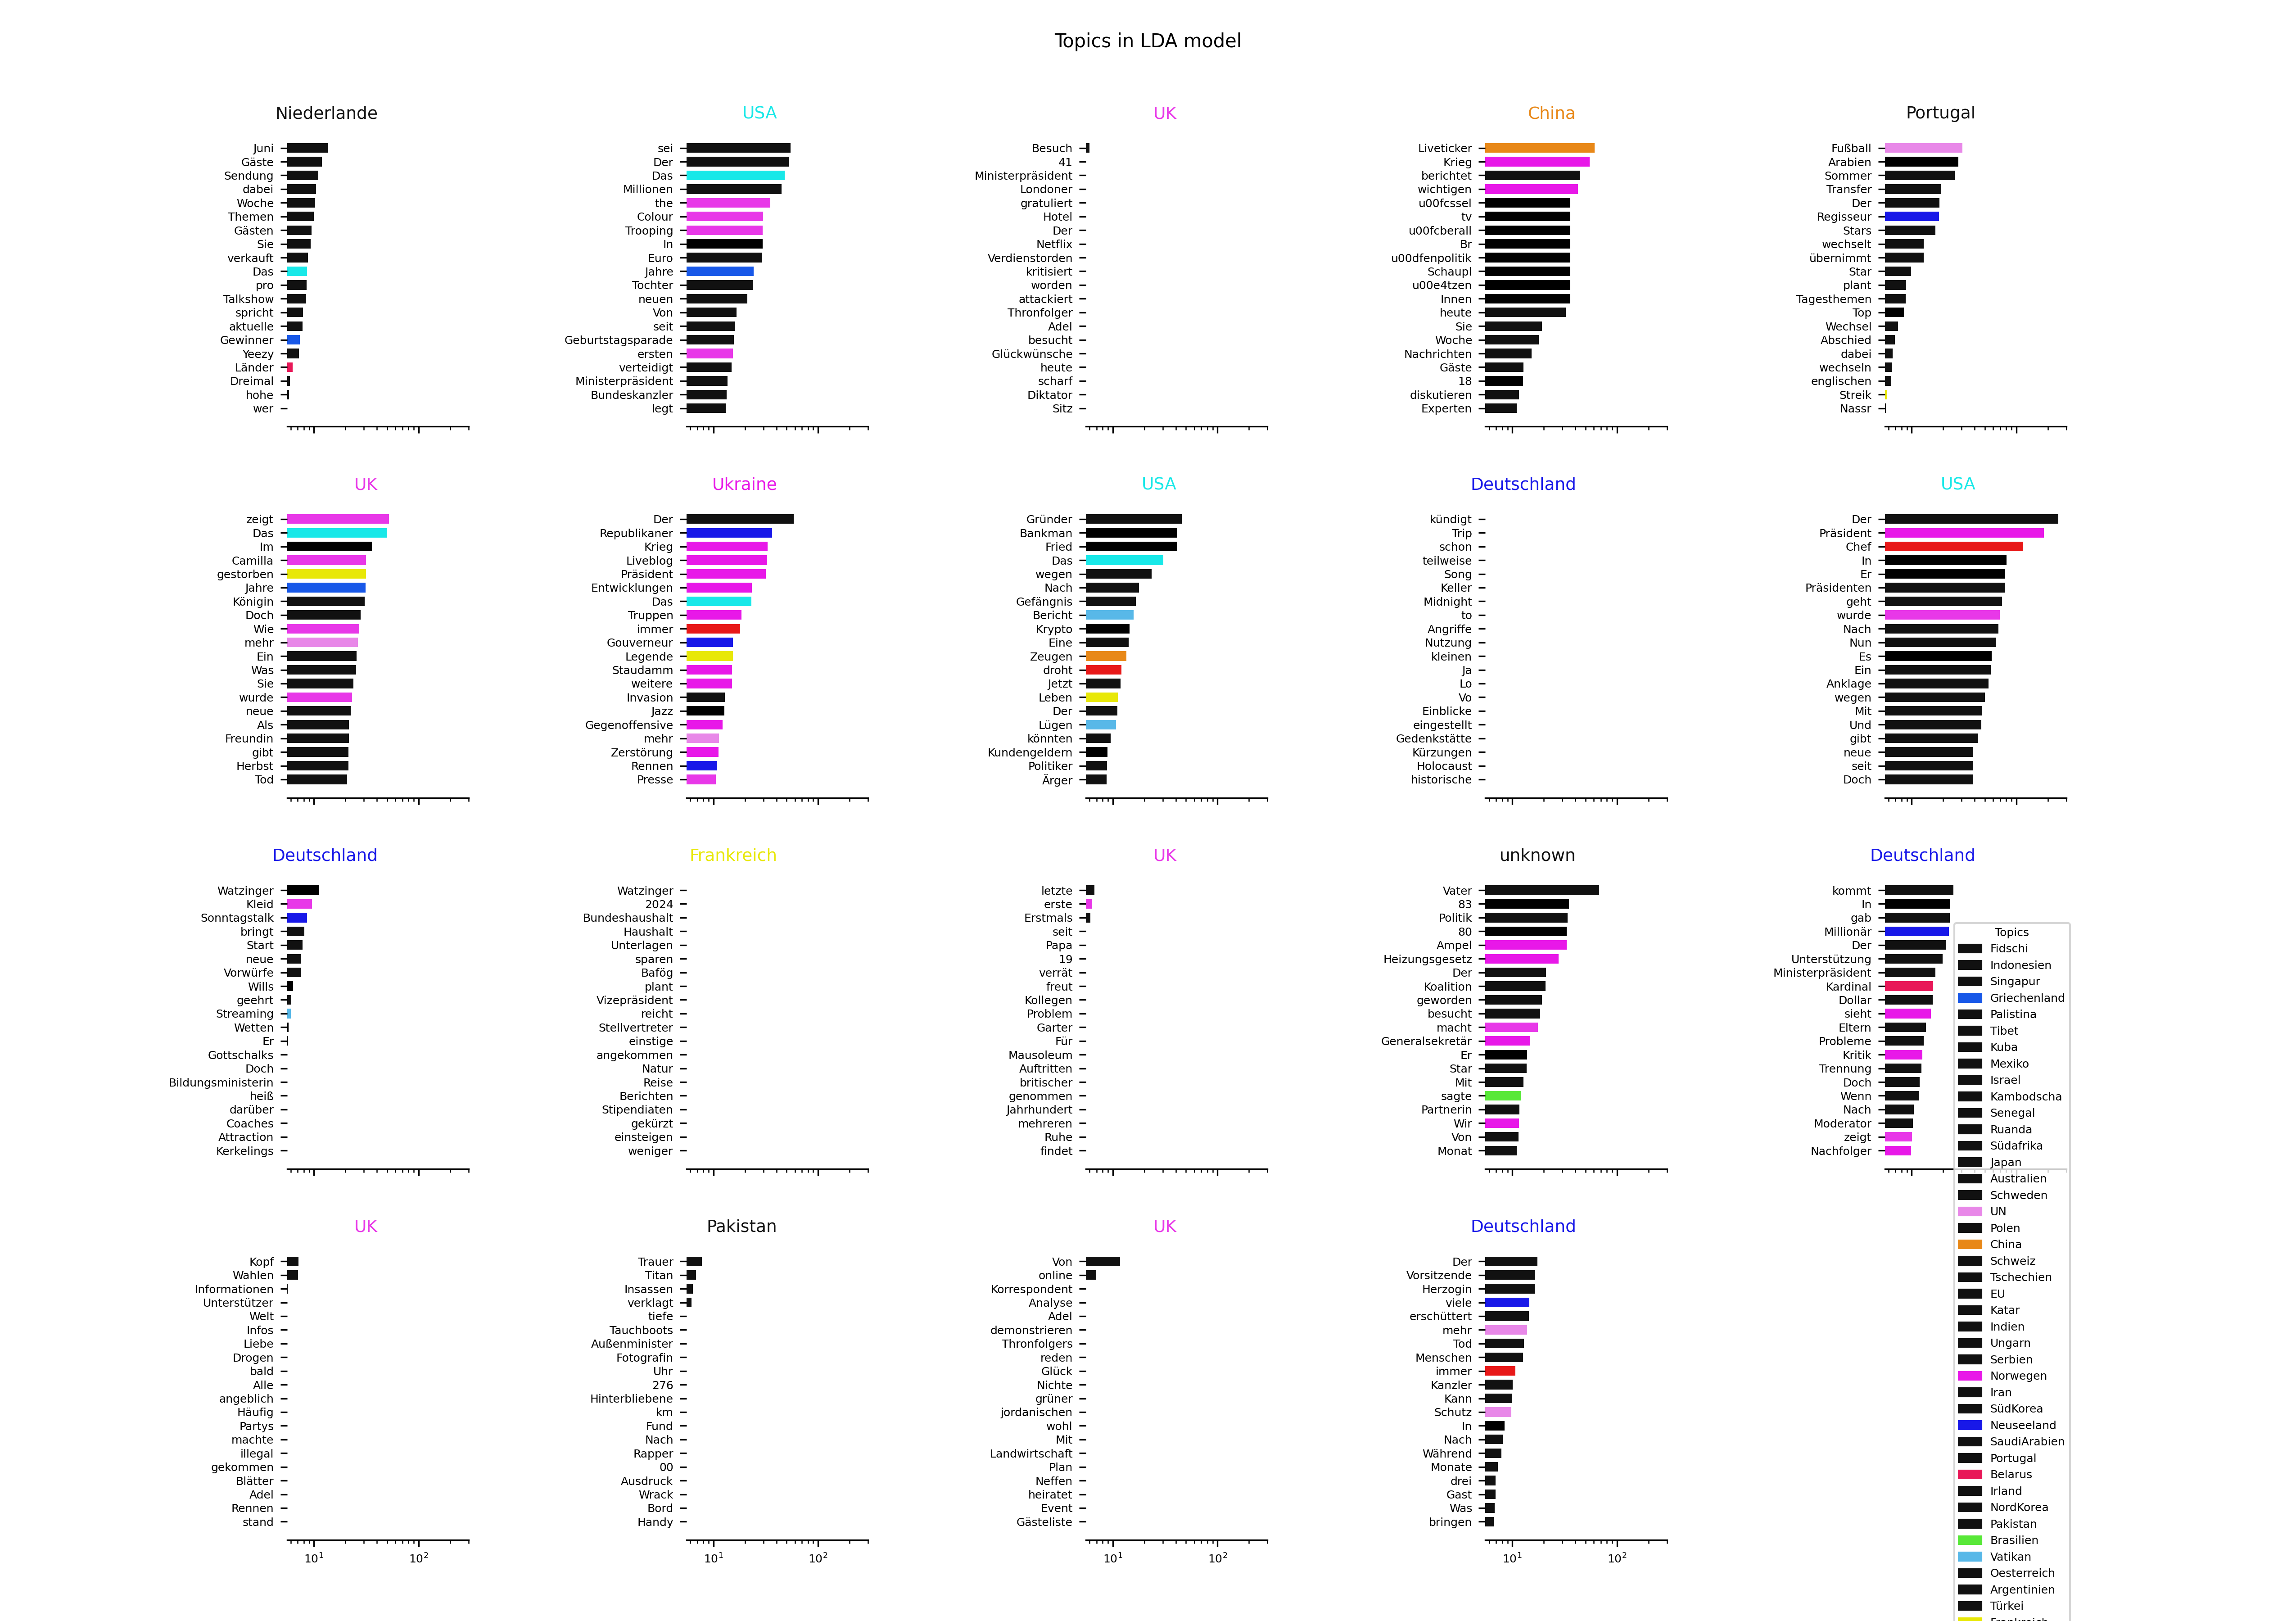 Topics in LDA model
Niederlande
Juni
Gäste
Sendung
dabei
Woche
Themen
Gästen
Sie
verkauft
Das
pro
Talkshow
spricht
aktuelle
Gewinner
Yeezy
Länder
Dreimal
hohe
wer
USA
sei
Der
Das
Millionen
the
Colour
Trooping
In
Euro
Jahre
Tochter
neuen
Von
seit
Geburtstagsparade
ersten
verteidigt
Ministerpräsident
Bundeskanzler
legt
UK
Besuch
41
Ministerpräsident
Londoner
gratuliert
Hotel
Der
Netflix
Verdienstorden
kritisiert
worden
attackiert
Thronfolger
Adel
besucht
Glückwünsche
heute
scharf
Diktator
Sitz
China
Liveticker
Krieg
berichtet
wichtigen
u00fcssel
tv
u00fcberall
Br
u00dfenpolitik
Schaupl
u00e4tzen
Innen
heute
Sie
Woche
Nachrichten
Gäste
18
diskutieren
Experten
Portugal
Fußball
Arabien
Sommer
Transfer
Der
Regisseur
Stars
wechselt
übernimmt
Star
plant
Tagesthemen
Top
Wechsel
Abschied
dabei
wechseln
englischen
Streik
Nassr
UK
zeigt
Das
Im
Camilla
gestorben
Jahre
Königin
Doch
Wie
mehr
Ein
Was
Sie
wurde
neue
Als
Freundin
gibt
Herbst
Tod
Ukraine
Der
Republikaner
Krieg
Liveblog
Präsident
Entwicklungen
Das
Truppen
immer
Gouverneur
Legende
Staudamm
weitere
Invasion
Jazz
Gegenoffensive
mehr
Zerstörung
Rennen
Presse
USA
Gründer
Bankman
Fried
Das
wegen
Nach
Gefängnis
Bericht
Krypto
Eine
Zeugen
droht
Jetzt
Leben
Der
Lügen
könnten
Kundengeldern
Politiker
Ärger
Deutschland
kündigt
Trip
schon
teilweise
Song
Keller
Midnight
to
Angriffe
Nutzung
kleinen
Ja
Lo
Vo
Einblicke
eingestellt
Gedenkstätte
Kürzungen
Holocaust
historische
USA
Der
Präsident
Chef
In
Er
Präsidenten
geht
wurde
Nach
Nun
Es
Ein
Anklage
wegen
Mit
Und
gibt
neue
seit
Doch
Deutschland
Watzinger
Kleid
Sonntagstalk
bringt
Start
neue
Vorwürfe
Wills
geehrt
Streaming
Wetten
Er
Gottschalks
Doch
Bildungsministerin
heiß
darüber
Coaches
Attraction
Kerkelings
Frankreich
Watzinger
2024
Bundeshaushalt
Haushalt
Unterlagen
sparen
Bafög
plant
Vizepräsident
reicht
Stellvertreter
einstige
angekommen
Natur
Reise
Berichten
Stipendiaten
gekürzt
einsteigen
weniger
UK
letzte
erste
Erstmals
seit
Papa
19
verrät
freut
Kollegen
Problem
Garter
Für
Mausoleum
Auftritten
britischer
genommen
Jahrhundert
mehreren
Ruhe
findet
unknown
Vater
83
Politik
80
Ampel
Heizungsgesetz
Der
Koalition
geworden
besucht
macht
Generalsekretär
Er
Star
Mit
sagte
Partnerin
Wir
Von
Monat
Deutschland
kommt
In
gab
Millionär
Der
Unterstützung
Ministerpräsident
Kardinal
Dollar
sieht
Eltern
Probleme
Kritik
Trennung
Doch
Wenn
Nach
Moderator
zeigt
Nachfolger
UK
Kopf
Wahlen
Informationen
Unterstützer
Welt
Infos
Liebe
Drogen
bald
Alle
angeblich
Häufig
Partys
machte
illegal
gekommen
Blätter
Adel
Rennen
stand
10¹ 10²
Pakistan
Trauer
Titan
Insassen
verklagt
tiefe
Tauchboots
Außenminister
Fotografin
Uhr
276
Hinterbliebene
km
Fund
Nach
Rapper
00
Ausdruck
Wrack
Bord
Handy
10¹ 10²
UK
Von
online
Korrespondent
Analyse
Adel
demonstrieren
Thronfolgers
reden
Glück
Nichte
grüner
jordanischen
wohl
Mit
Landwirtschaft
Plan
Neffen
heiratet
Event
Gästeliste
10¹ 10²
Deutschland
Der
Vorsitzende
Herzogin
viele
erschüttert
mehr
Tod
Menschen
immer
Kanzler
Kann
Schutz
In
Nach
Während
Monate
drei
Gast
Was
bringen
10¹ 10²
Topics
Fidschi
Indonesien
Singapur
Griechenland
Palistina
Tibet
Kuba
Mexiko
Israel
Kambodscha
Senegal
Ruanda
Südafrika
Japan
Australien
Schweden
UN
Polen
China
Schweiz
Tschechien
EU
Katar
Indien
Ungarn
Serbien
Norwegen
Iran
SüdKorea
Neuseeland
SaudiArabien
Portugal
Belarus
Irland
NordKorea
Pakistan
Brasilien
Vatikan
Oesterreich
Argentinien
Türkei